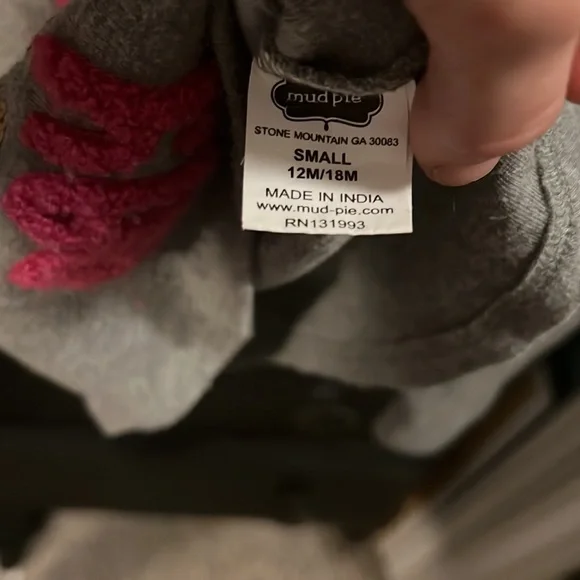 mud pie
STONE MOUNTAIN GA 30083
SMALL
12M/18M
MADE IN INDIA
www.mud-pie.com
RN131993